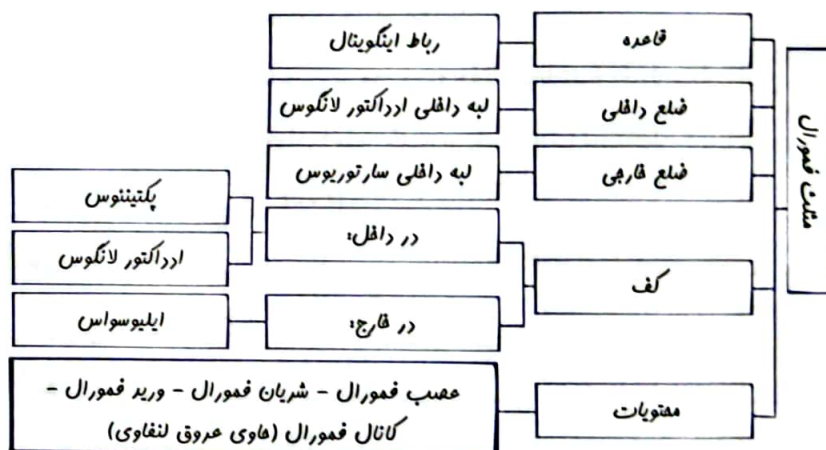 مثلث فمورال
قاعده
رباط اینگوینال
ضلع داخلی
لبه داخلی ادداکتور لانگوس
ضلع خارجی
لبه داخلی سارتوریوس
کف
در داخل:
پکتینئوس
ادداکتور لانگوس
در خارج:
ایلیوسواس
محتویات
عصب فمورال - شریان فمورال - ورید فمورال -
کانال فمورال (حاوی عروق لنفاوی)